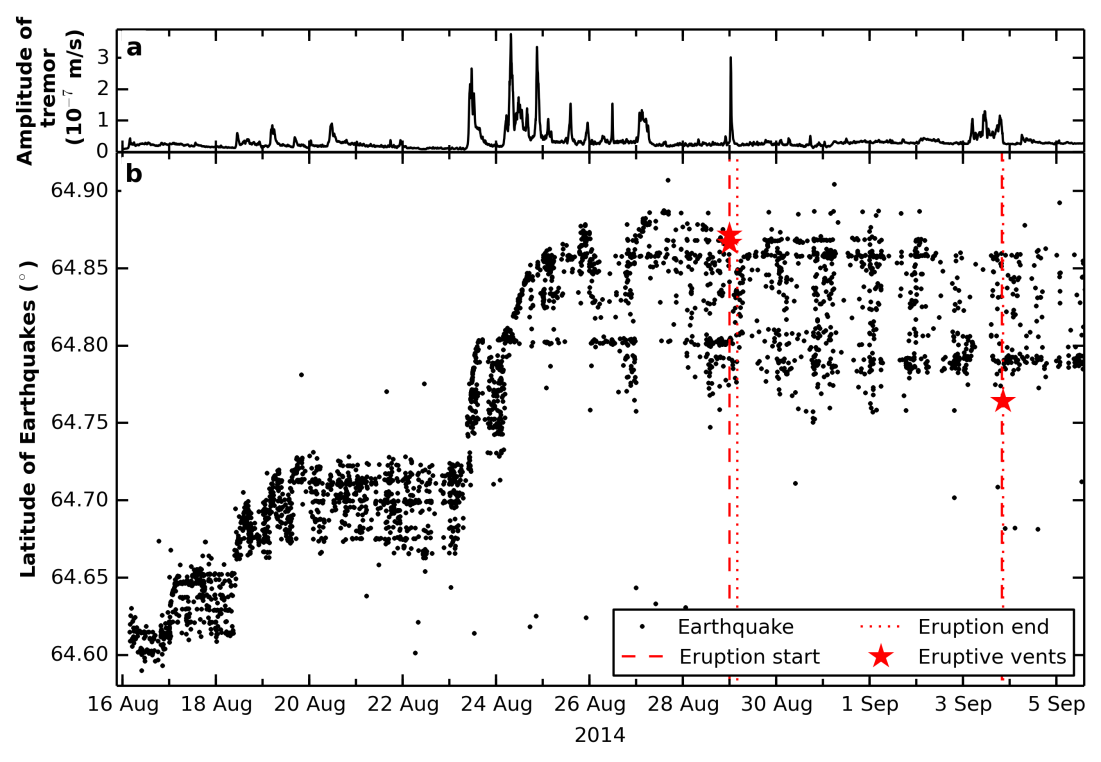 Amplitude of
tremor
(10⁻⁷ m/s)
a
3
2
1
0
b
Latitude of Earthquakes (°)
64.90
64.85
64.80
64.75
64.70
64.65
64.60
Earthquake
Eruption end
Eruption start
Eruptive vents
16 Aug 18 Aug 20 Aug 22 Aug 24 Aug 26 Aug 28 Aug 30 Aug 1 Sep 3 Sep 5 Sep
2014